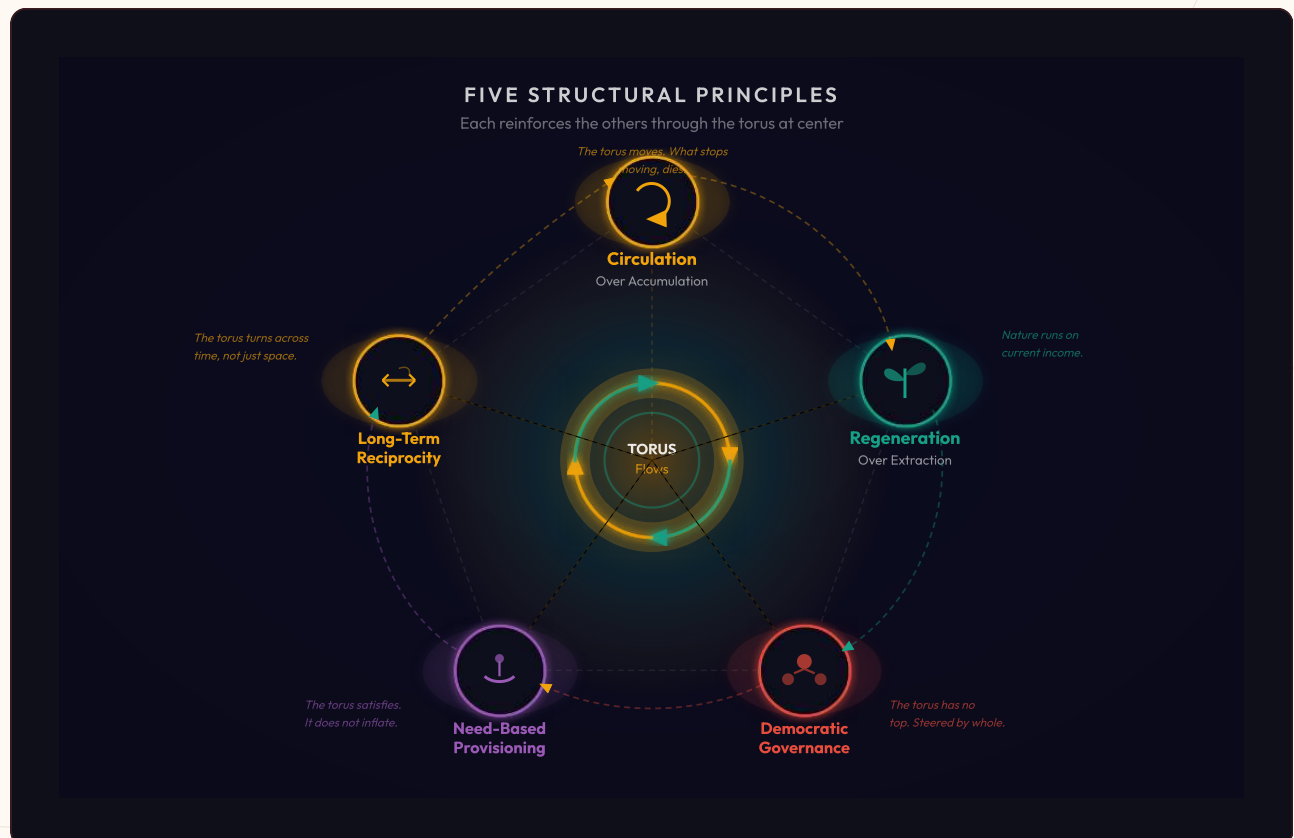 FIVE STRUCTURAL PRINCIPLES
Each reinforces the others through the torus at center
The torus moves. What stops
moving, dies.
Circulation
Over Accumulation
The torus turns across
time, not just space.
Nature runs on
current income.
Long-Term
Reciprocity
Regeneration
Over Extraction
TORUS
Flows
The torus satisfies.
It does not inflate.
Need-Based
Provisioning
Democratic
Governance
The torus has no
top. Steered by whole.